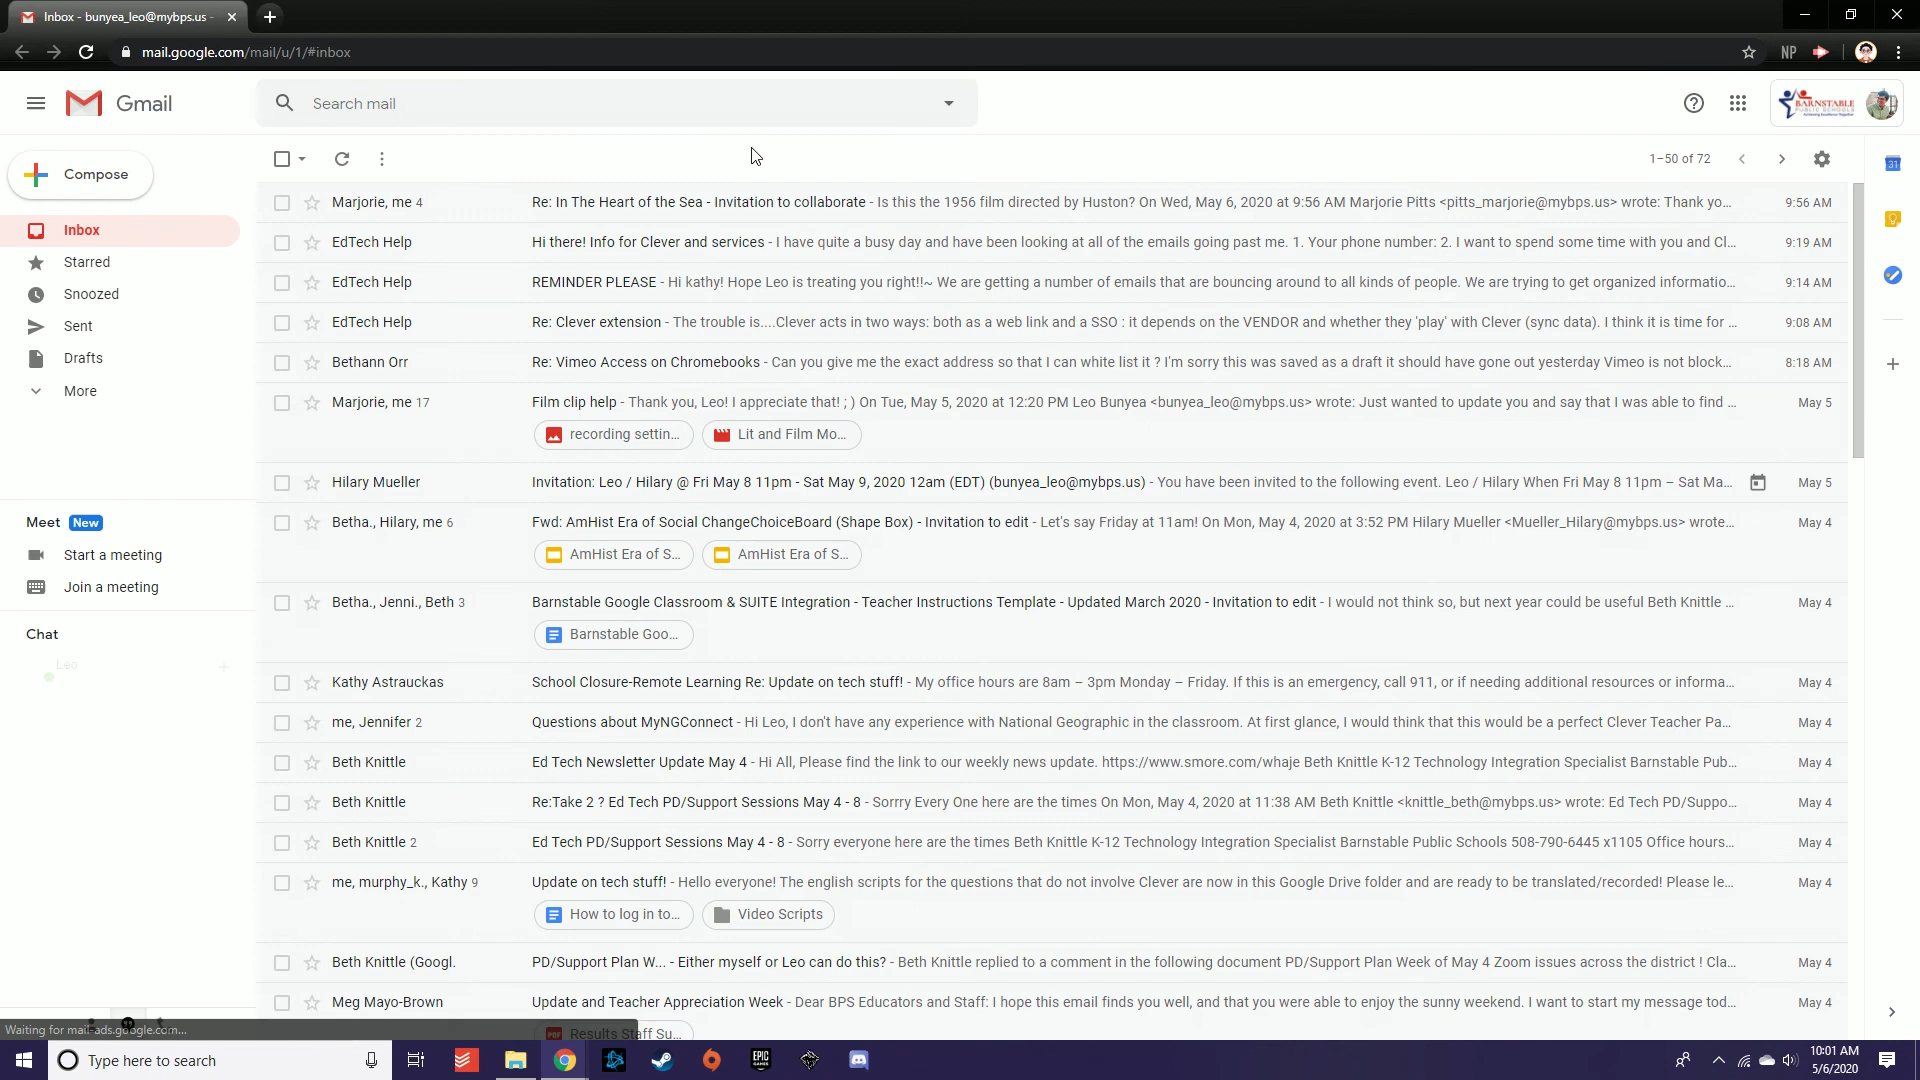 Inbox - bunyea_leo@mybps.us -
mail.google.com/mail/u/1/#inbox
NP
Gmail
Search mail
BARNSTABLE
PUBLIC SCHOOLS
Compose
1–50 of 72
31
Inbox
Starred
Snoozed
Sent
Drafts
More
Meet New
Start a meeting
Join a meeting
Chat
Leo
Marjorie, me 4 Re: In The Heart of the Sea - Invitation to collaborate - Is this the 1956 film directed by Huston? On Wed, May 6, 2020 at 9:56 AM Marjorie Pitts <pitts_marjorie@mybps.us> wrote: Thank yo... 9:56 AM
EdTech Help Hi there! Info for Clever and services - I have quite a busy day and have been looking at all of the emails going past me. 1. Your phone number: 2. I want to spend some time with you and Cl... 9:19 AM
EdTech Help REMINDER PLEASE - Hi kathy! Hope Leo is treating you right!!~ We are getting a number of emails that are bouncing around to all kinds of people. We are trying to get organized informatio... 9:14 AM
EdTech Help Re: Clever extension - The trouble is....Clever acts in two ways: both as a web link and a SSO : it depends on the VENDOR and whether they 'play' with Clever (sync data). I think it is time for ... 9:08 AM
Bethann Orr Re: Vimeo Access on Chromebooks - Can you give me the exact address so that I can white list it ? I'm sorry this was saved as a draft it should have gone out yesterday Vimeo is not block... 8:18 AM
Marjorie, me 17 Film clip help - Thank you, Leo! I appreciate that! ; ) On Tue, May 5, 2020 at 12:20 PM Leo Bunyea <bunyea_leo@mybps.us> wrote: Just wanted to update you and say that I was able to find ... May 5
recording settin... Lit and Film Mo...
Hilary Mueller Invitation: Leo / Hilary @ Fri May 8 11pm - Sat May 9, 2020 12am (EDT) (bunyea_leo@mybps.us) - You have been invited to the following event. Leo / Hilary When Fri May 8 11pm – Sat Ma... May 5
Betha., Hilary, me 6 Fwd: AmHist Era of Social ChangeChoiceBoard (Shape Box) - Invitation to edit - Let's say Friday at 11am! On Mon, May 4, 2020 at 3:52 PM Hilary Mueller <Mueller_Hilary@mybps.us> wrote... May 4
AmHist Era of S... AmHist Era of S...
Betha., Jenni., Beth 3 Barnstable Google Classroom & SUITE Integration - Teacher Instructions Template - Updated March 2020 - Invitation to edit - I would not think so, but next year could be useful Beth Knittle ... May 4
Barnstable Goo...
Kathy Astrauckas School Closure-Remote Learning Re: Update on tech stuff! - My office hours are 8am – 3pm Monday – Friday. If this is an emergency, call 911, or if needing additional resources or informa... May 4
me, Jennifer 2 Questions about MyNGConnect - Hi Leo, I don't have any experience with National Geographic in the classroom. At first glance, I would think that this would be a perfect Clever Teacher Pa... May 4
Beth Knittle Ed Tech Newsletter Update May 4 - Hi All, Please find the link to our weekly news update. https://www.smore.com/whaje Beth Knittle K-12 Technology Integration Specialist Barnstable Pub... May 4
Beth Knittle Re:Take 2 ? Ed Tech PD/Support Sessions May 4 - 8 - Sorrry Every One here are the times On Mon, May 4, 2020 at 11:38 AM Beth Knittle <knittle_beth@mybps.us> wrote: Ed Tech PD/Suppo... May 4
Beth Knittle 2 Ed Tech PD/Support Sessions May 4 - 8 - Sorry everyone here are the times Beth Knittle K-12 Technology Integration Specialist Barnstable Public Schools 508-790-6445 x1105 Office hours... May 4
me, murphy_k., Kathy 9 Update on tech stuff! - Hello everyone! The english scripts for the questions that do not involve Clever are now in this Google Drive folder and are ready to be translated/recorded! Please le... May 4
How to log in to... Video Scripts
Beth Knittle (Googl. PD/Support Plan W... - Either myself or Leo can do this? - Beth Knittle replied to a comment in the following document PD/Support Plan Week of May 4 Zoom issues across the district ! Cla... May 4
Meg Mayo-Brown Update and Teacher Appreciation Week - Dear BPS Educators and Staff: I hope this email finds you well, and that you were able to enjoy the sunny weekend. I want to start my message tod... May 4
PDF Results Staff Su...
Waiting for mail-ads.google.com...
Type here to search
EPIC
GAMES
10:01 AM
5/6/2020